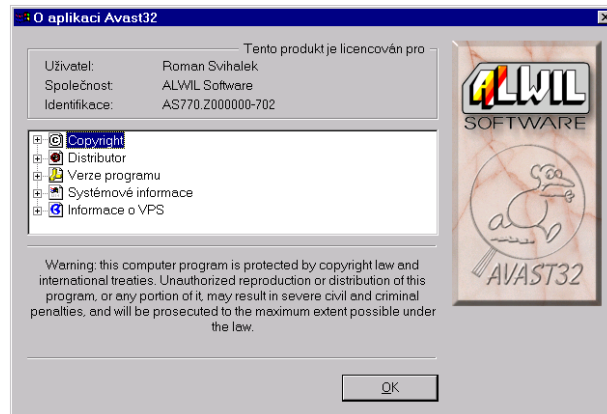 O aplikaci Avast32
Tento produkt je licencován pro
Uživatel: Roman Svihalek
Společnost: ALWIL Software
Identifikace: AS770.Z000000-702
Copyright
Distributor
Verze programu
Systémové informace
Informace o VPS
Warning: this computer program is protected by copyright law and
international treaties. Unauthorized reproduction or distribution of this
program, or any portion of it, may result in severe civil and criminal
penalties, and will be prosecuted to the maximum extent possible under
the law.
OK
ALWIL
SOFTWARE
AVAST32